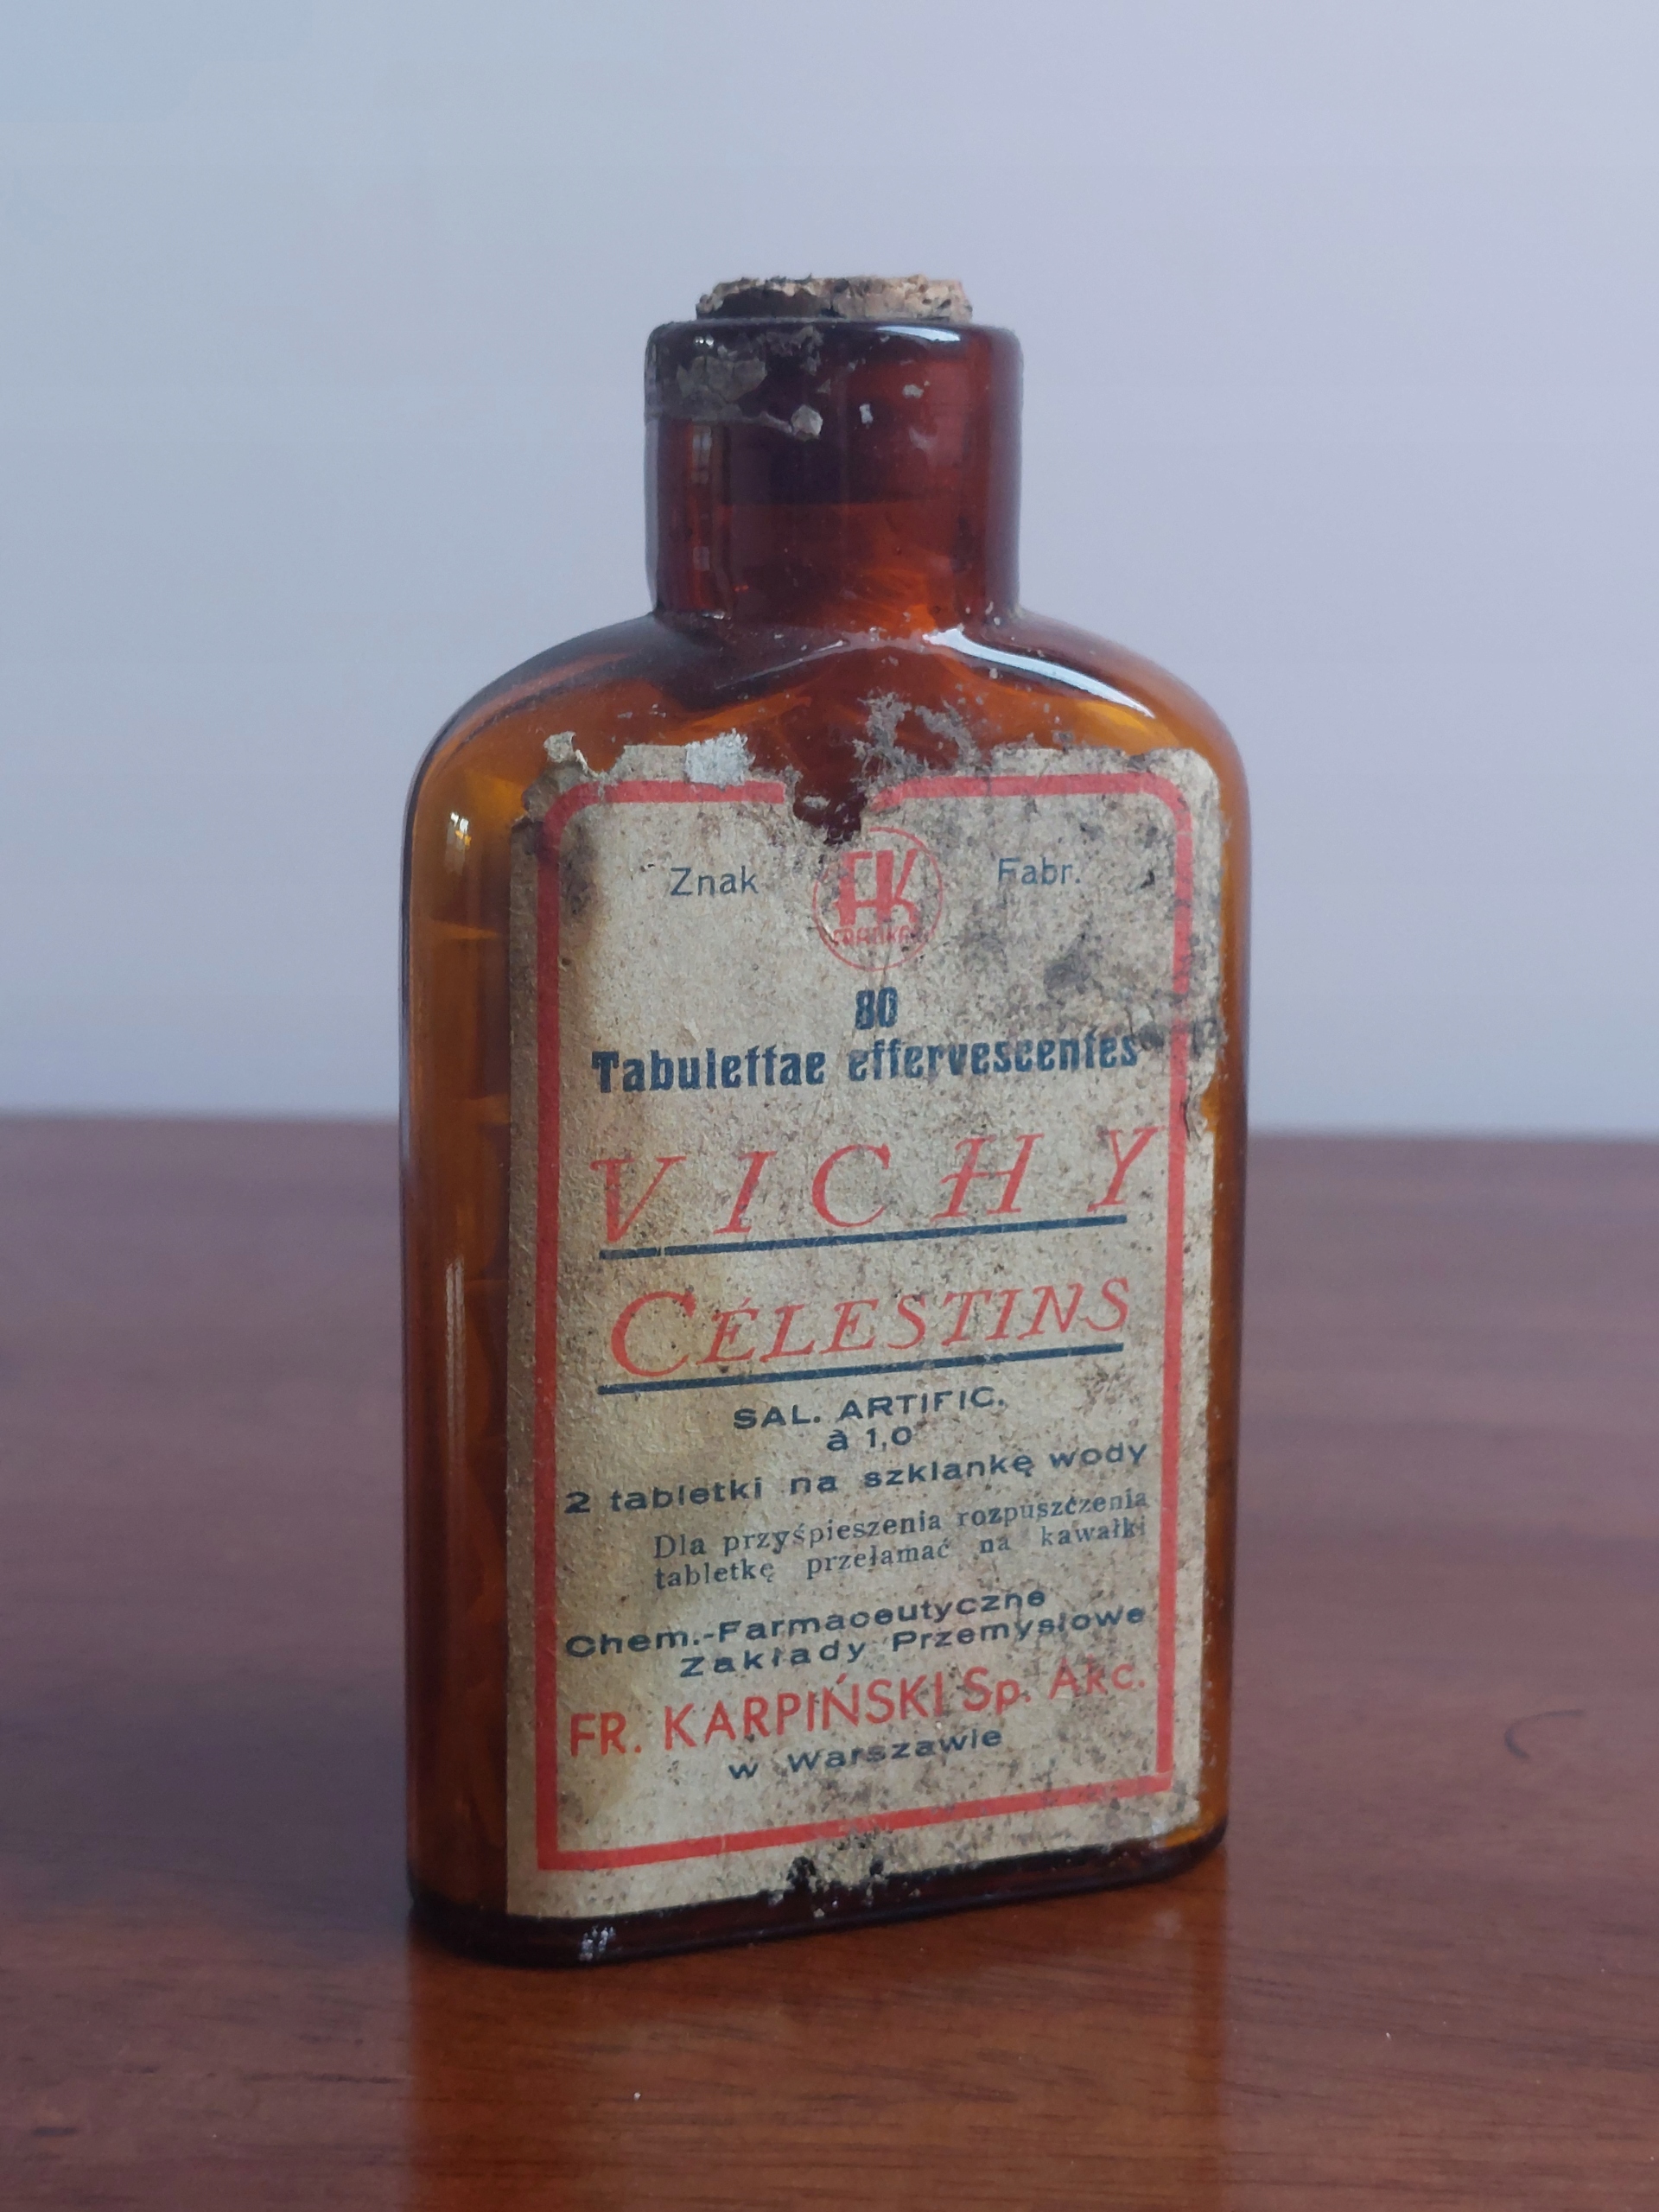 Znak FK Fabr.
80
Tabulettae effervescentes
VICHY
CÉLESTINS
SAL. ARTIFIC.
à 1,0
2 tabletki na szklankę wody
Dla przyśpieszenia rozpuszczenia
tabletkę przełamać na kawałki
Chem.-Farmaceutyczne
Zakłady Przemysłowe
FR. KARPIŃSKI Sp. Akc.
w Warszawie